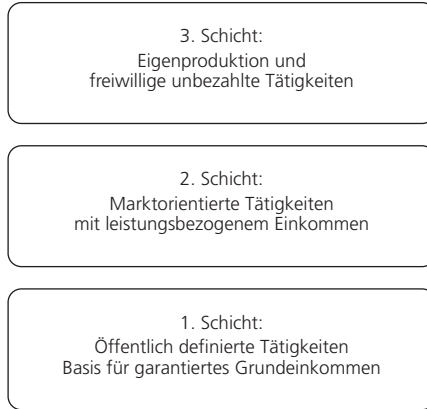 3. Schicht:
Eigenproduktion und
freiwillige unbezahlte Tätigkeiten
2. Schicht:
Marktorientierte Tätigkeiten
mit leistungsbezogenem Einkommen
1. Schicht:
Öffentlich definierte Tätigkeiten
Basis für garantiertes Grundeinkommen